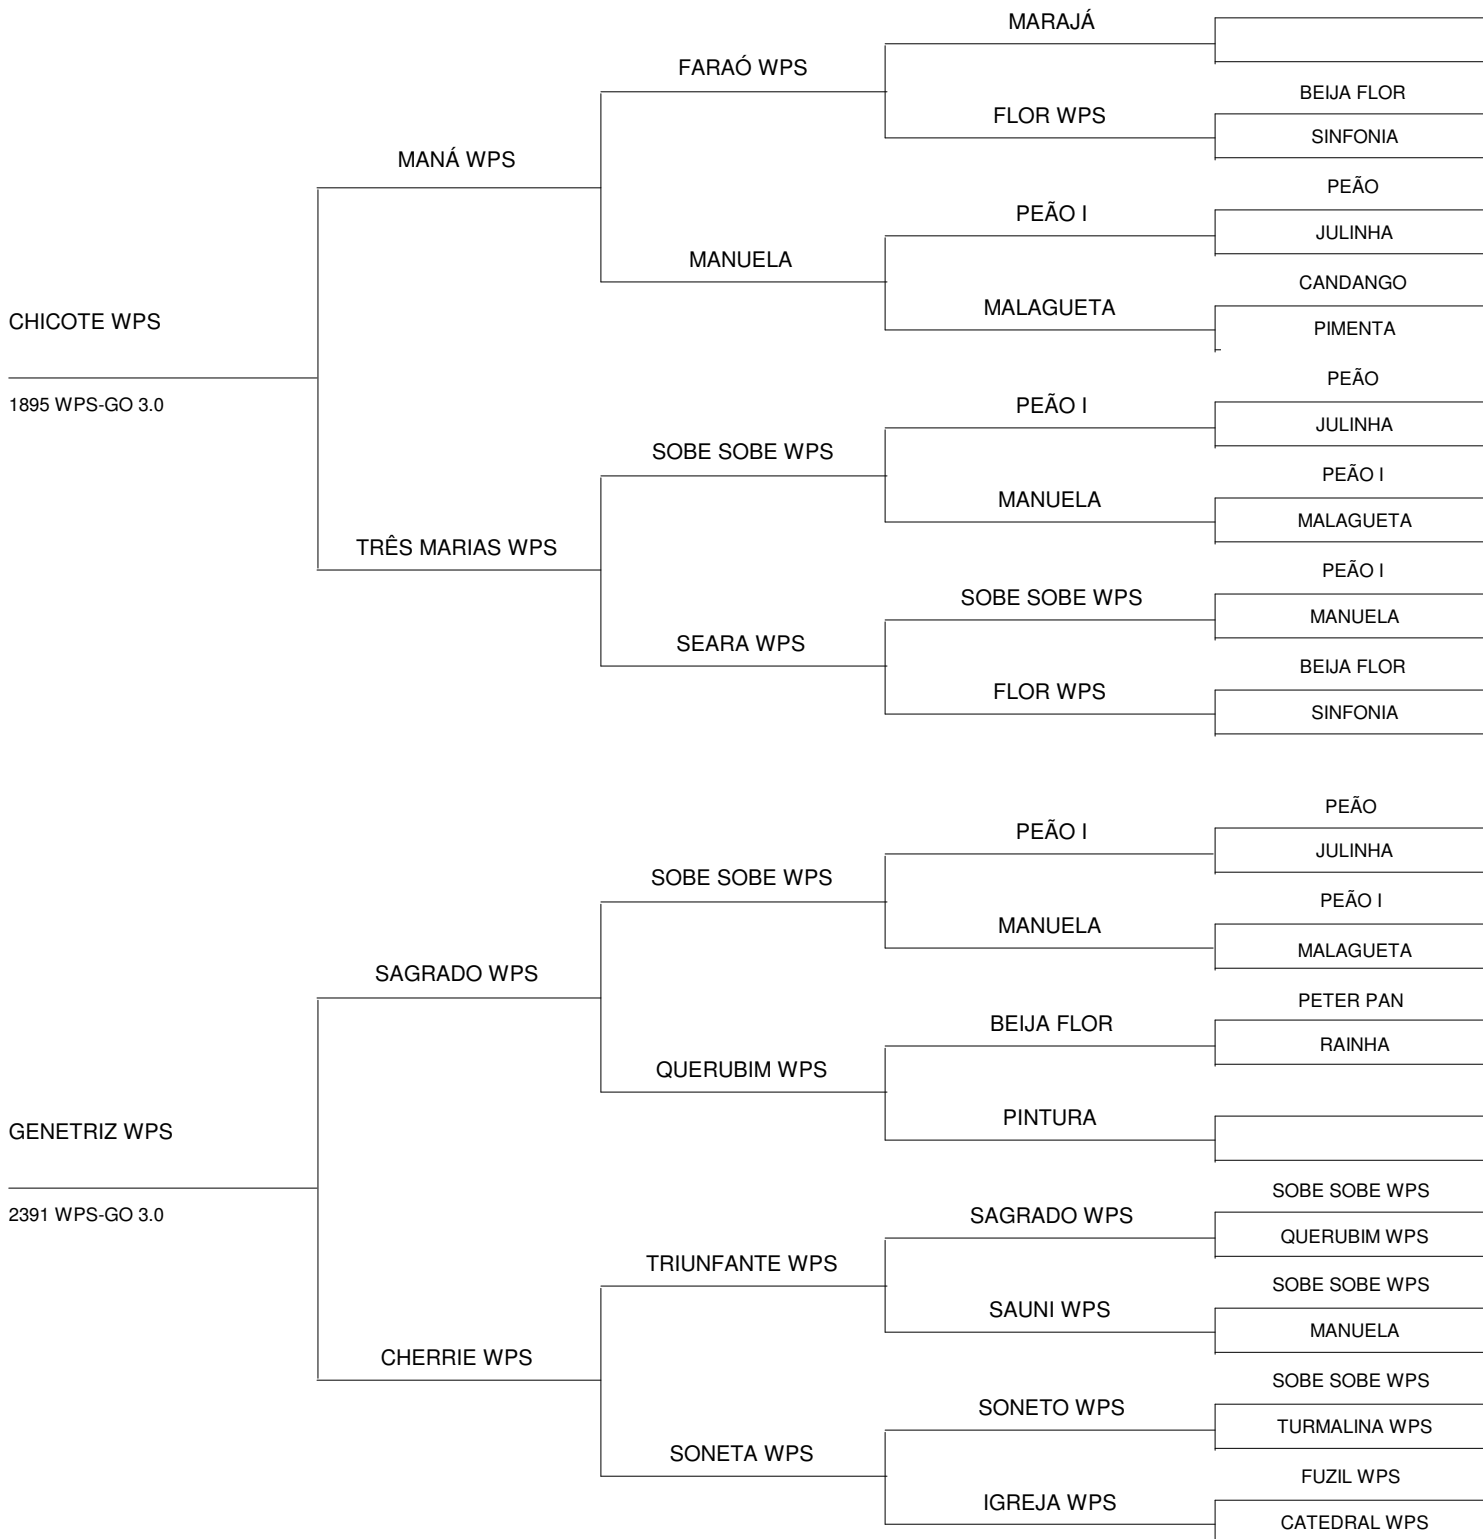 MARAJÁ
FARAÓ WPS
BEIJA FLOR
FLOR WPS
SINFONIA
MANÁ WPS
PEÃO
PEÃO I
JULINHA
MANUELA
CANDANGO
MALAGUETA
PIMENTA
CHICOTE WPS
1895 WPS-GO 3.0
PEÃO
PEÃO I
JULINHA
SOBE SOBE WPS
PEÃO I
MANUELA
MALAGUETA
TRÊS MARIAS WPS
PEÃO I
SOBE SOBE WPS
MANUELA
SEARA WPS
BEIJA FLOR
FLOR WPS
SINFONIA
PEÃO
PEÃO I
JULINHA
SOBE SOBE WPS
PEÃO I
MANUELA
MALAGUETA
SAGRADO WPS
PETER PAN
BEIJA FLOR
RAINHA
QUERUBIM WPS
PINTURA
GENETRIZ WPS
2391 WPS-GO 3.0
SOBE SOBE WPS
SAGRADO WPS
QUERUBIM WPS
TRIUNFANTE WPS
SOBE SOBE WPS
SAUNI WPS
MANUELA
CHERRIE WPS
SOBE SOBE WPS
SONETO WPS
TURMALINA WPS
SONETA WPS
FUZIL WPS
IGREJA WPS
CATEDRAL WPS